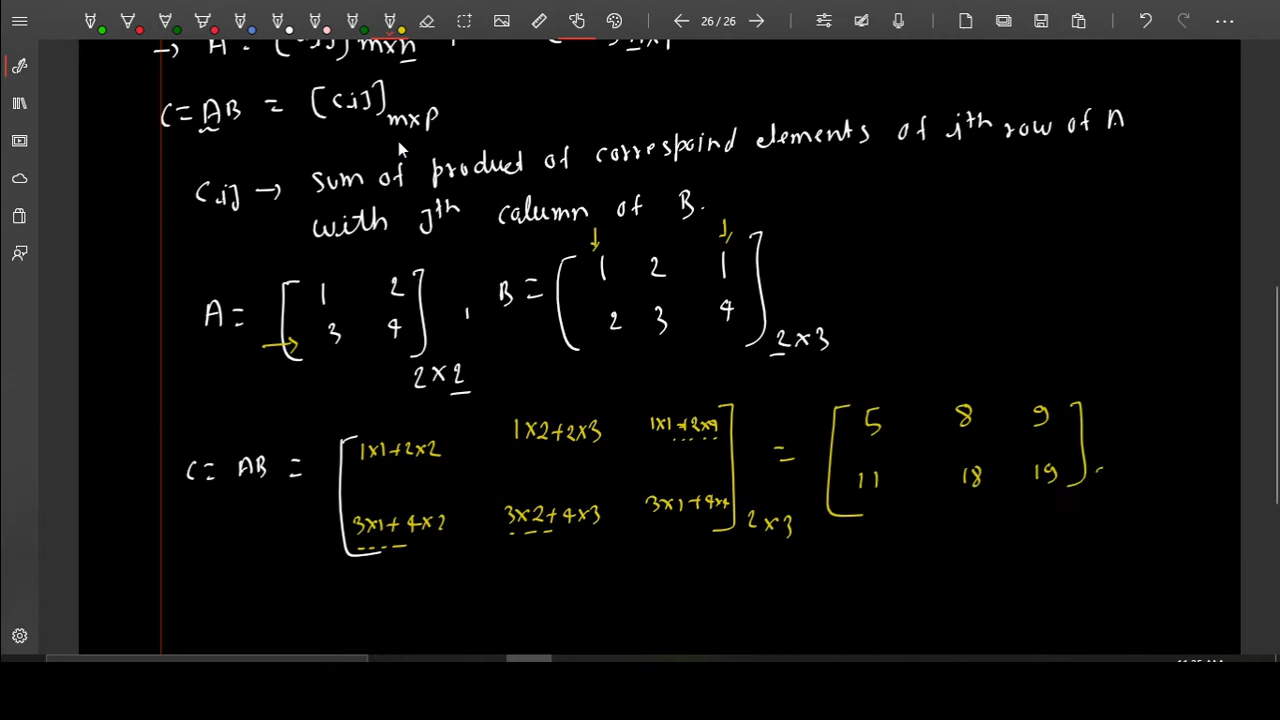 26/26
→ A = [cij] m×n
C = AB = [Cij] m×p
Cij → sum of product of correspoind elements of ith row of A
with jth calumn of B.
A = [1 2 3 4] 2×2 , B = [1 2 1 2 3 4] 2×3
C = AB = [1×1+2×2 1×2+2×3 1×1+2×4 = [5 8 9
3×1+4×2 3×2+4×3 3×1+4×4] 2×3 11 18 19].